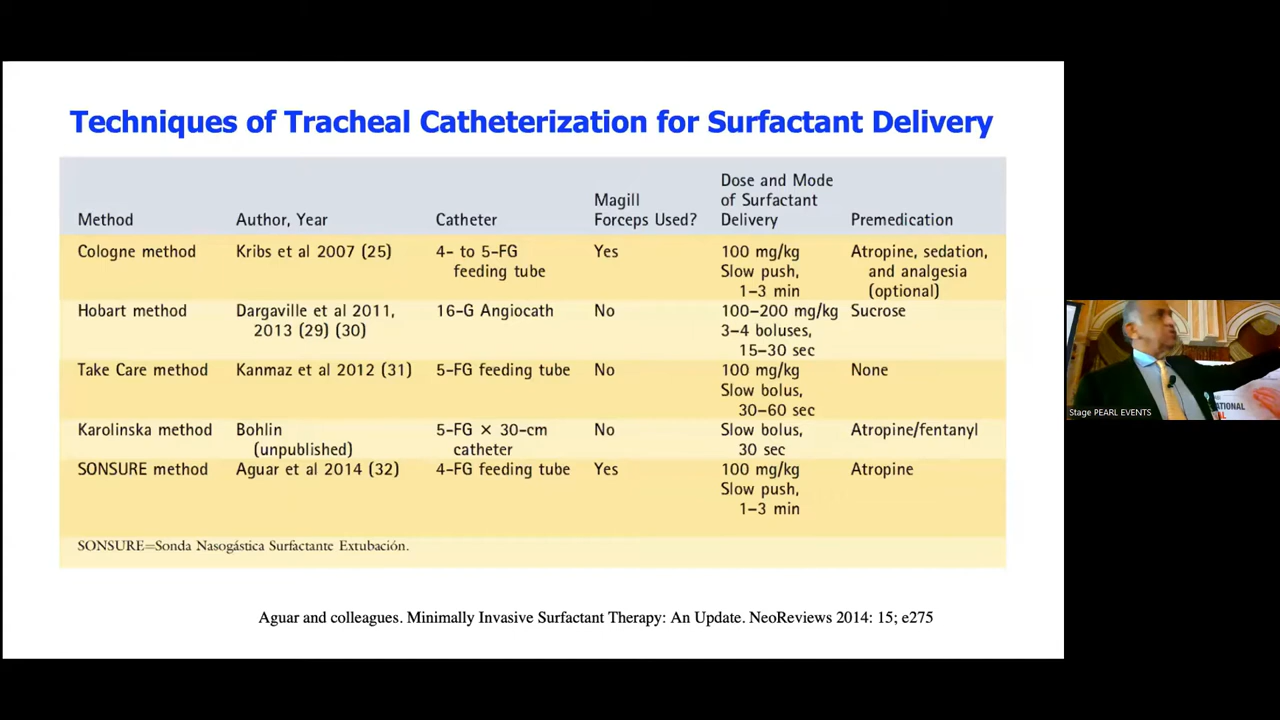 Techniques of Tracheal Catheterization for Surfactant Delivery
Method
Author, Year
Catheter
Magill
Forceps Used?
Dose and Mode
of Surfactant
Delivery
Premedication
Cologne method
Kribs et al 2007 (25)
4- to 5-FG
feeding tube
Yes
100 mg/kg
Slow push,
1–3 min
Atropine, sedation,
and analgesia
(optional)
Hobart method
Dargaville et al 2011,
2013 (29) (30)
16-G Angiocath
No
100–200 mg/kg
3–4 boluses,
15–30 sec
Sucrose
Take Care method
Kanmaz et al 2012 (31)
5-FG feeding tube
No
100 mg/kg
Slow bolus,
30–60 sec
None
Karolinska method
Bohlin
(unpublished)
5-FG × 30-cm
catheter
No
Slow bolus,
30 sec
Atropine/fentanyl
SONSURE method
Aguar et al 2014 (32)
4-FG feeding tube
Yes
100 mg/kg
Slow push,
1–3 min
Atropine
SONSURE=Sonda Nasogástica Surfactante Extubación.
Aguar and colleagues. Minimally Invasive Surfactant Therapy: An Update. NeoReviews 2014: 15; e275
Stage PEARL EVENTS